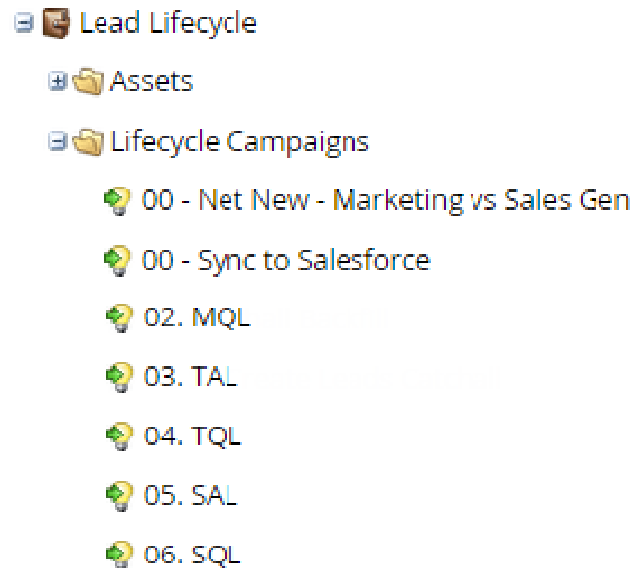 Lead Lifecycle
Assets
Lifecycle Campaigns
00 - Net New - Marketing vs Sales Gen
00 - Sync to Salesforce
02. MQL
03. TAL
04. TQL
05. SAL
06. SQL